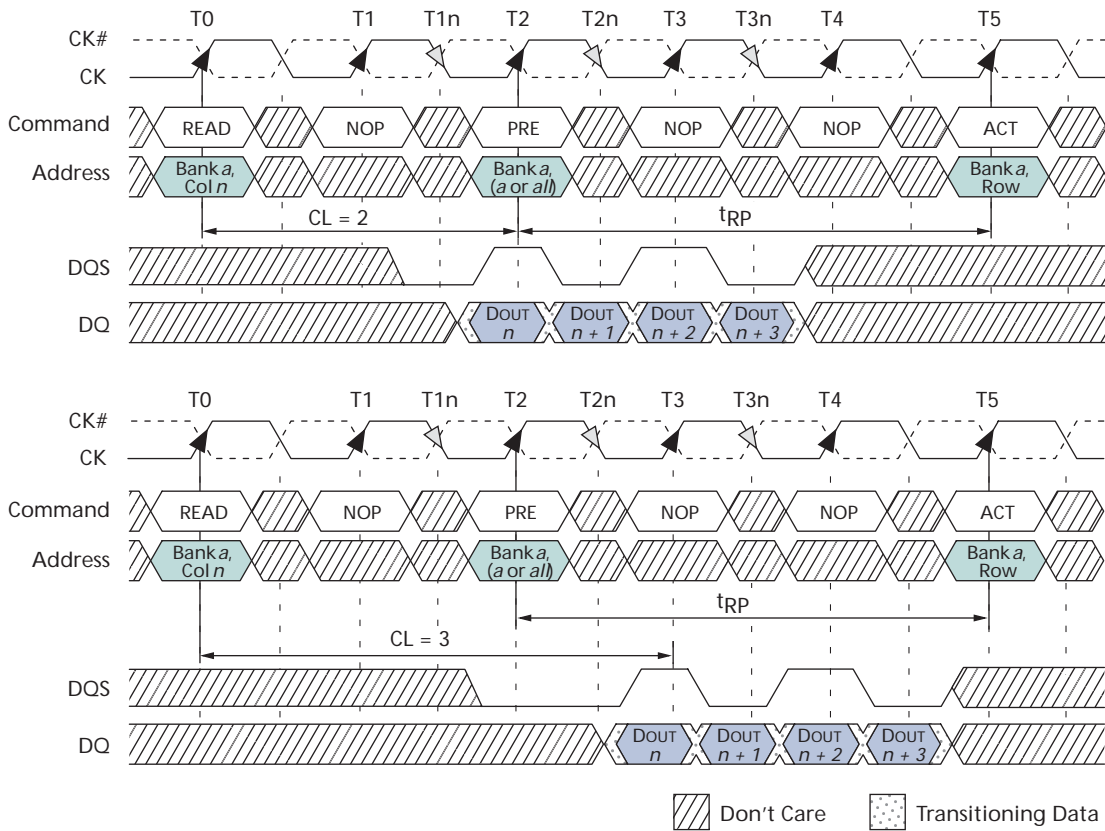 T0 T1 T1n T2 T2n T3 T3n T4 T5
CK#
CK
Command READ NOP PRE NOP NOP ACT
Address Bank a, Col n Bank a, (a or all) Bank a, Row
CL = 2 tRP
DQS
DQ DOUT n DOUT n + 1 DOUT n + 2 DOUT n + 3
T0 T1 T1n T2 T2n T3 T3n T4 T5
CK#
CK
Command READ NOP PRE NOP NOP ACT
Address Bank a, Col n Bank a, (a or all) Bank a, Row
tRP
CL = 3
DQS
DQ DOUT n DOUT n + 1 DOUT n + 2 DOUT n + 3
Don't Care Transitioning Data